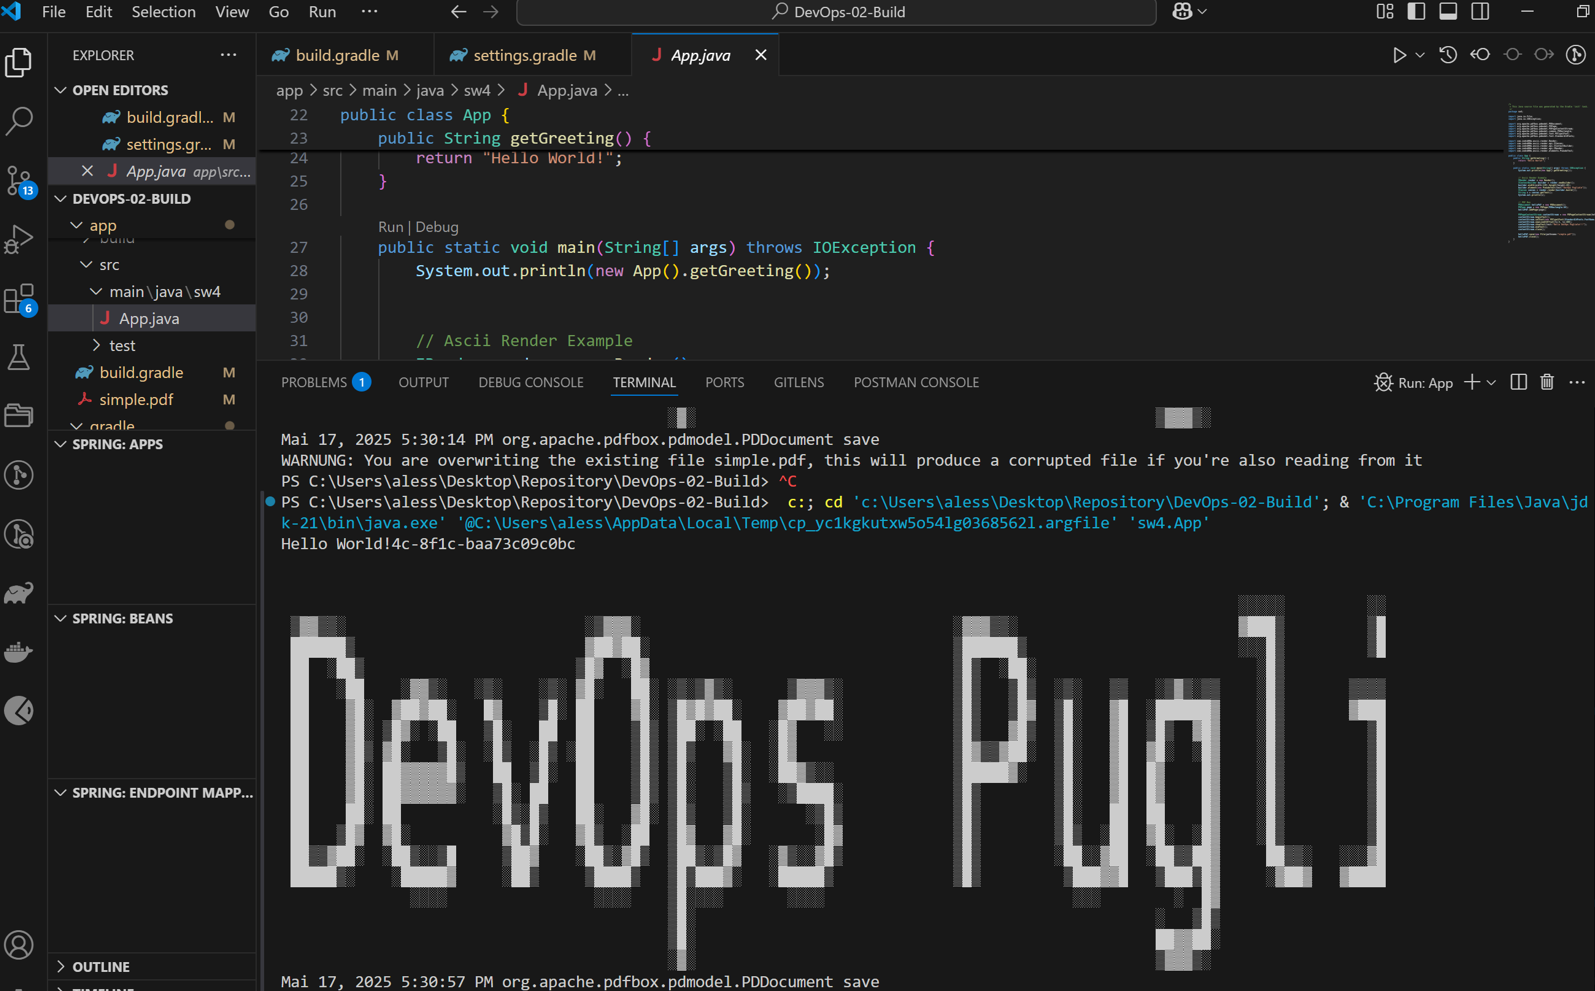 File Edit Selection View Go Run ··· DevOps-02-Build
EXPLORER ···
OPEN EDITORS
build.gradl... M
settings.gr... M
App.java app\src...
DEVOPS-02-BUILD
app
build
src
main\java\sw4
App.java
test
build.gradle M
simple.pdf M
gradle
SPRING: APPS
SPRING: BEANS
SPRING: ENDPOINT MAPP...
OUTLINE
TIMELINE
13
6
build.gradle M settings.gradle M App.java
app > src > main > java > sw4 > App.java > ...
22 public class App {
23 public String getGreeting() {
24 return "Hello World!";
25 }
26
Run | Debug
27 public static void main(String[] args) throws IOException {
28 System.out.println(new App().getGreeting());
29
30
31 // Ascii Render Example
PROBLEMS 1 OUTPUT DEBUG CONSOLE TERMINAL PORTS GITLENS POSTMAN CONSOLE Run: App
Mai 17, 2025 5:30:14 PM org.apache.pdfbox.pdmodel.PDDocument save
WARNUNG: You are overwriting the existing file simple.pdf, this will produce a corrupted file if you're also reading from it
PS C:\Users\aless\Desktop\Repository\DevOps-02-Build> ^C
PS C:\Users\aless\Desktop\Repository\DevOps-02-Build> c:; cd 'c:\Users\aless\Desktop\Repository\DevOps-02-Build'; & 'C:\Program Files\Java\jd
k-21\bin\java.exe' '@C:\Users\aless\AppData\Local\Temp\cp_yc1kgkutxw5o54lg0368562l.argfile' 'sw4.App'
Hello World!4c-8f1c-baa73c09c0bc
DevOps Pugli
Mai 17, 2025 5:30:57 PM org.apache.pdfbox.pdmodel.PDDocument save